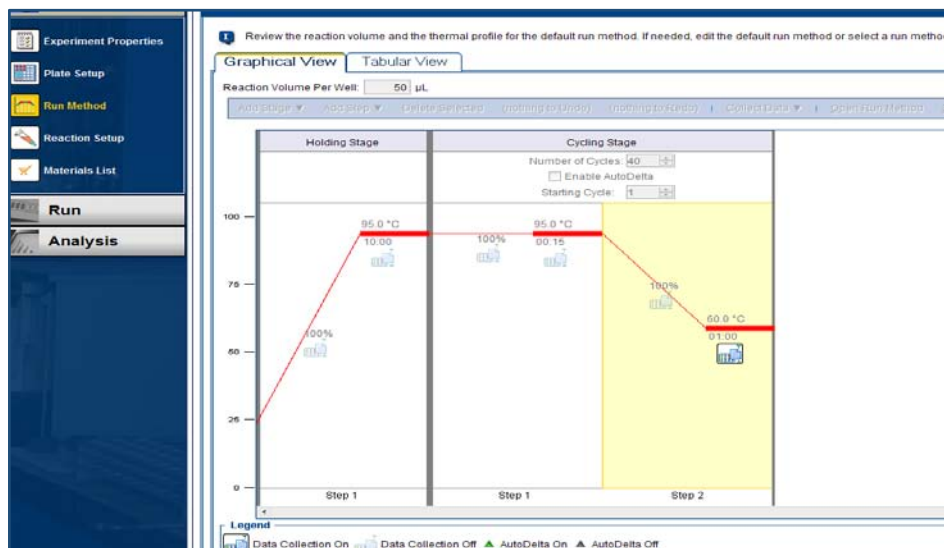 Experiment Properties
Plate Setup
Run Method
Reaction Setup
Materials List
Run
Analysis
Review the reaction volume and the thermal profile for the default run method. If needed, edit the default run method or select a run metho
Graphical View Tabular View
Reaction Volume Per Well: 50 µL
Add Stage Add Step Delete Selected (nothing to Undo) (nothing to Redo) Collect Data Open Run Method
Holding Stage Cycling Stage
Number of Cycles: 40
Enable AutoDelta
Starting Cycle: 1
100
75
50
25
0
95.0 °C
10:00
100%
95.0 °C
100% 00:15
100%
60.0 °C
01:00
Step 1 Step 1 Step 2
Legend
Data Collection On Data Collection Off AutoDelta On AutoDelta Off